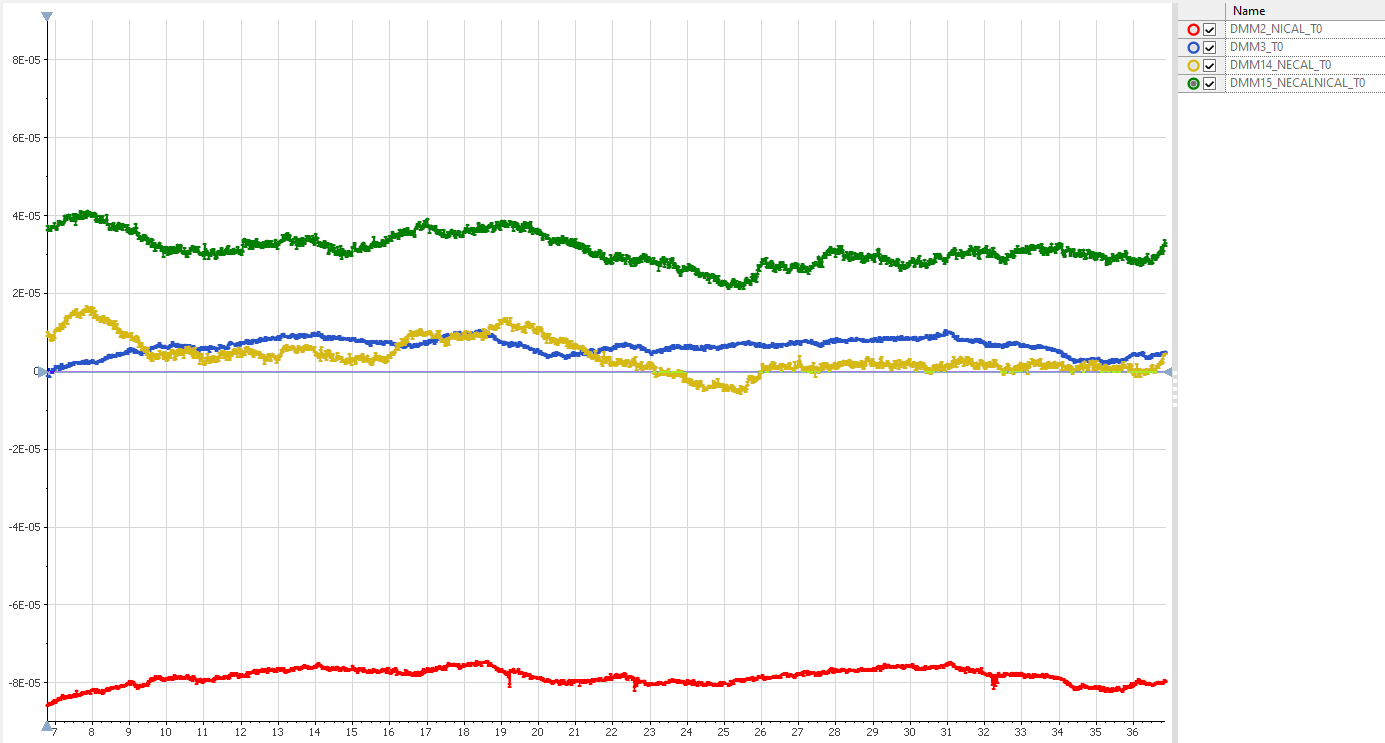 Name
DMM2_NICAL_T0
DMM3_T0
DMM14_NECAL_T0
DMM15_NECALNICAL_T0
8E-05
6E-05
4E-05
2E-05
0
-2E-05
-4E-05
-6E-05
-8E-05
7 8 9 10 11 12 13 14 15 16 17 18 19 20 21 22 23 24 25 26 27 28 29 30 31 32 33 34 35 36